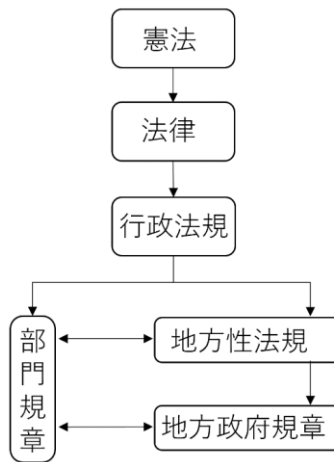 憲法
法律
行政法規
部門規章
地方性法規
地方政府規章